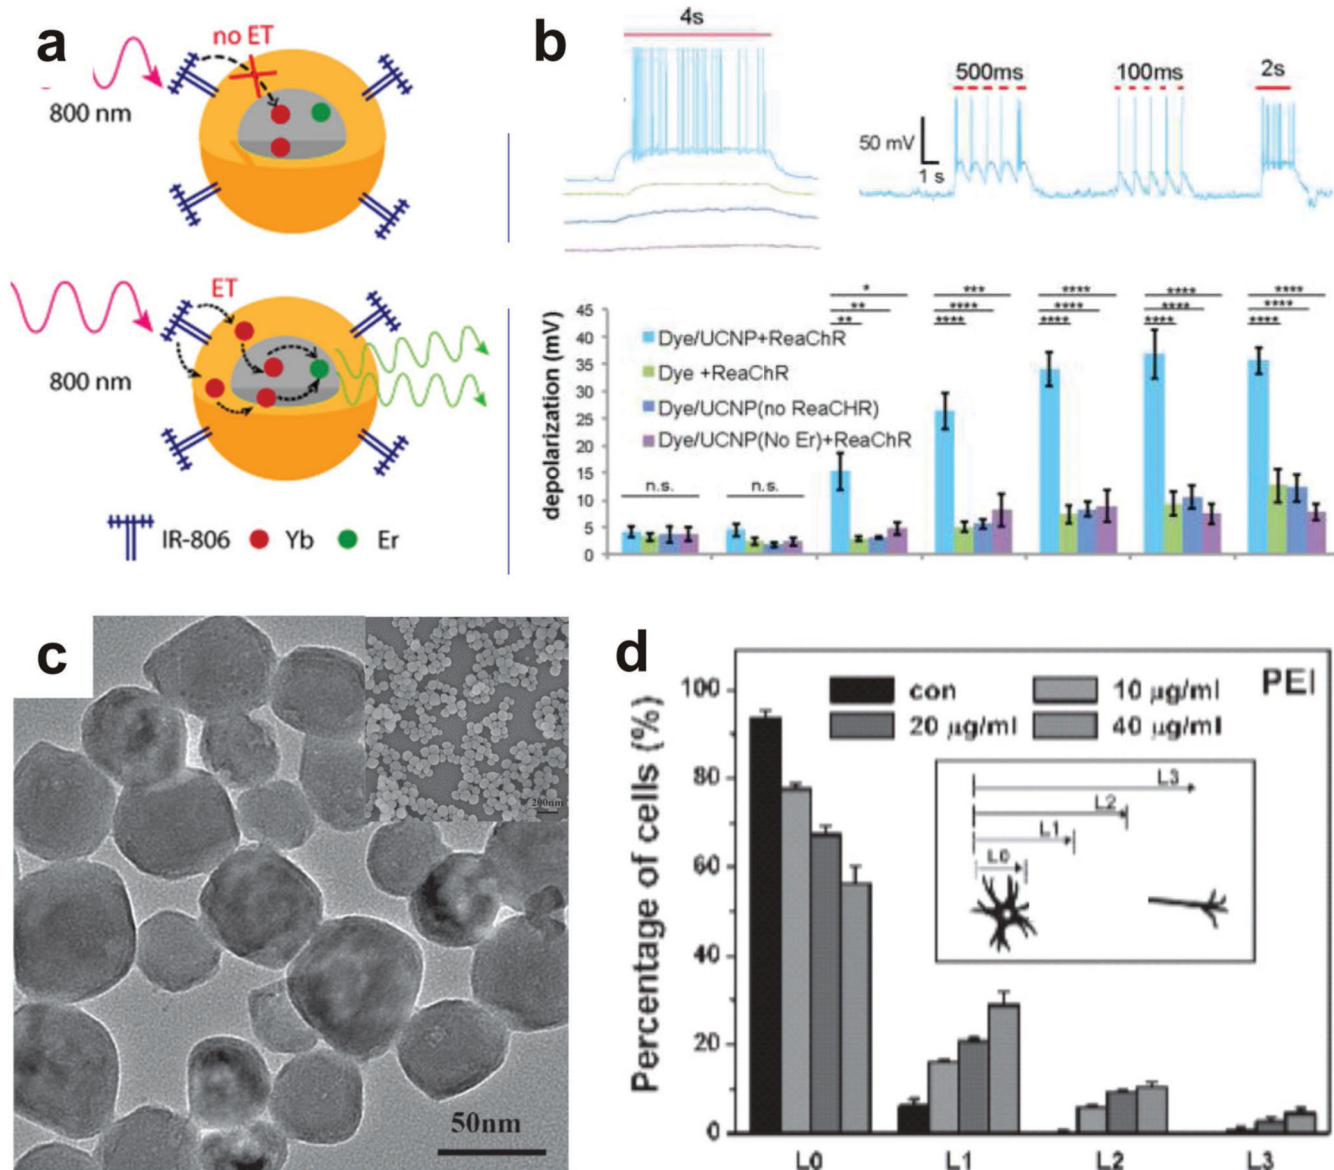 a
no ET
800 nm
ET
800 nm
IR-806 Yb Er
b
4s
500ms 100ms 2s
50 mV
1 s
depolarization (mV)
45
40
35
30
25
20
15
10
5
0
Dye/UCNP+ReaChR
Dye +ReaChR
Dye/UCNP(no ReaCHR)
Dye/UCNP(No Er)+ReaChR
n.s. n.s.
* *** **** **** ****
** **** **** **** ****
** **** **** **** ****
c
200nm
50nm
d
Percentage of cells (%)
100
80
60
40
20
0
PEI
con 10 µg/ml
20 µg/ml 40 µg/ml
L3
L2
L1
L0
L0 L1 L2 L3